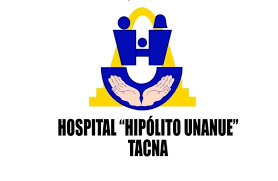 H
HOSPITAL “HIPÓLITO UNANUE”
TACNA